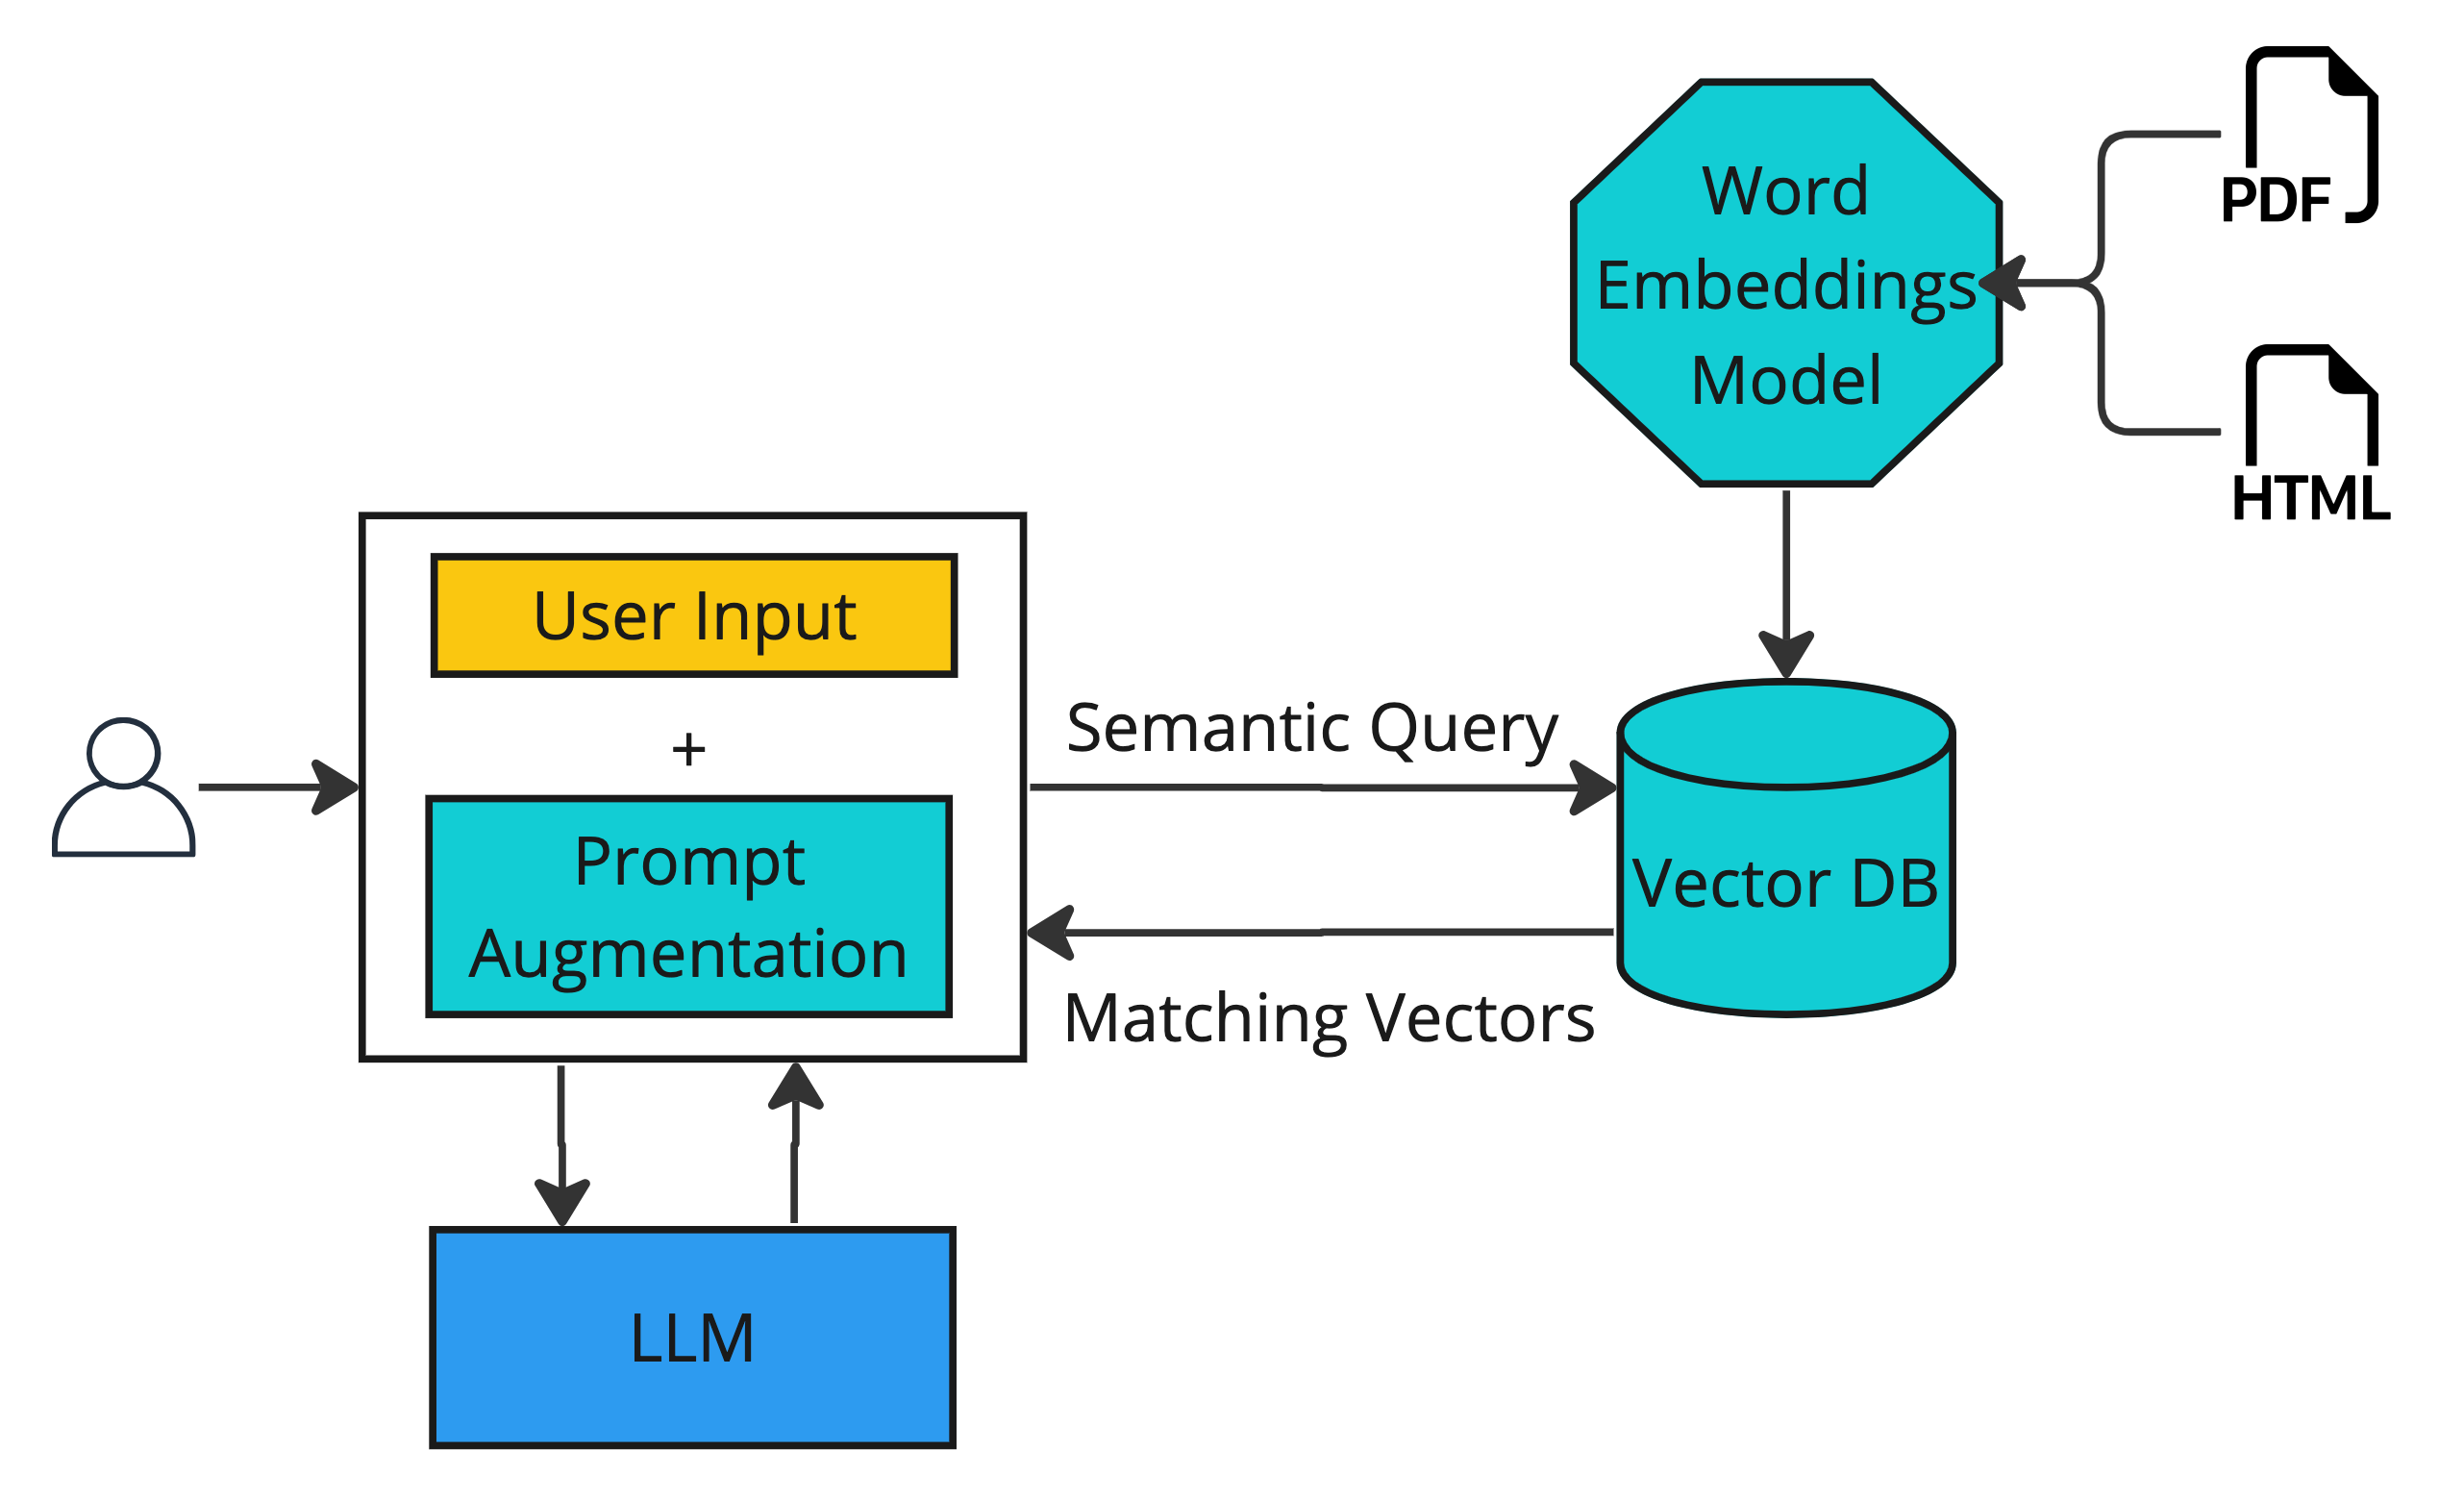 Word
Embeddings
Model
PDF
HTML
User Input
+
Prompt
Augmentation
Semantic Query
Vector DB
Matching Vectors
LLM